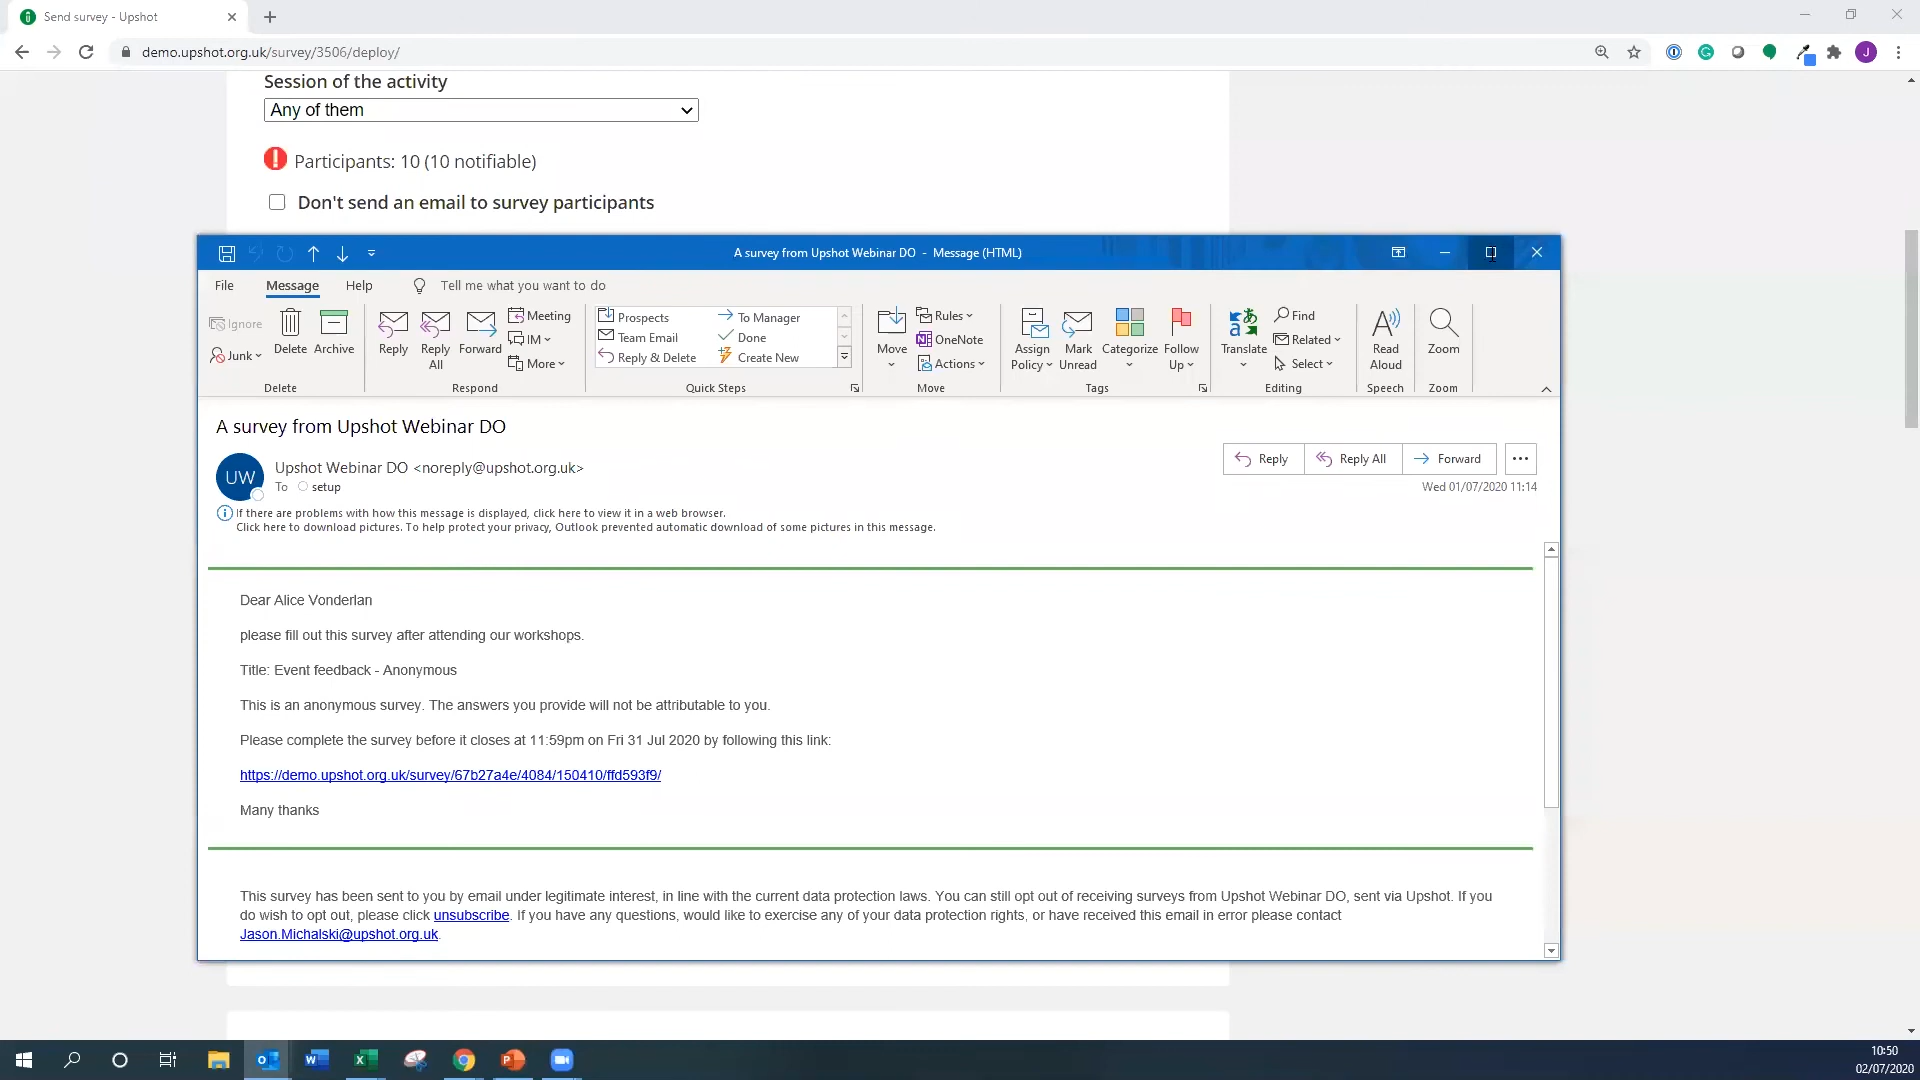 Send survey - Upshot
demo.upshot.org.uk/survey/3506/deploy/
J
Session of the activity
Any of them
Participants: 10 (10 notifiable)
Don't send an email to survey participants
A survey from Upshot Webinar DO - Message (HTML)
File Message Help Tell me what you want to do
Ignore
Junk
Delete
Archive
Delete
Reply
Reply All
Forward
Meeting
IM
More
Respond
Prospects
Team Email
Reply & Delete
To Manager
Done
Create New
Quick Steps
Move
Rules
OneNote
Actions
Move
Assign Policy
Mark Unread
Categorize
Follow Up
Tags
Translate
Find
Related
Select
Editing
Read Aloud
Speech
Zoom
Zoom
A survey from Upshot Webinar DO
UW
Upshot Webinar DO <noreply@upshot.org.uk>
To setup
Reply Reply All Forward
Wed 01/07/2020 11:14
If there are problems with how this message is displayed, click here to view it in a web browser.
Click here to download pictures. To help protect your privacy, Outlook prevented automatic download of some pictures in this message.
Dear Alice Vonderlan
please fill out this survey after attending our workshops.
Title: Event feedback - Anonymous
This is an anonymous survey. The answers you provide will not be attributable to you.
Please complete the survey before it closes at 11:59pm on Fri 31 Jul 2020 by following this link:
https://demo.upshot.org.uk/survey/67b27a4e/4084/150410/ffd593f9/
Many thanks
This survey has been sent to you by email under legitimate interest, in line with the current data protection laws. You can still opt out of receiving surveys from Upshot Webinar DO, sent via Upshot. If you
do wish to opt out, please click unsubscribe. If you have any questions, would like to exercise any of your data protection rights, or have received this email in error please contact
Jason.Michalski@upshot.org.uk.
10:50
02/07/2020